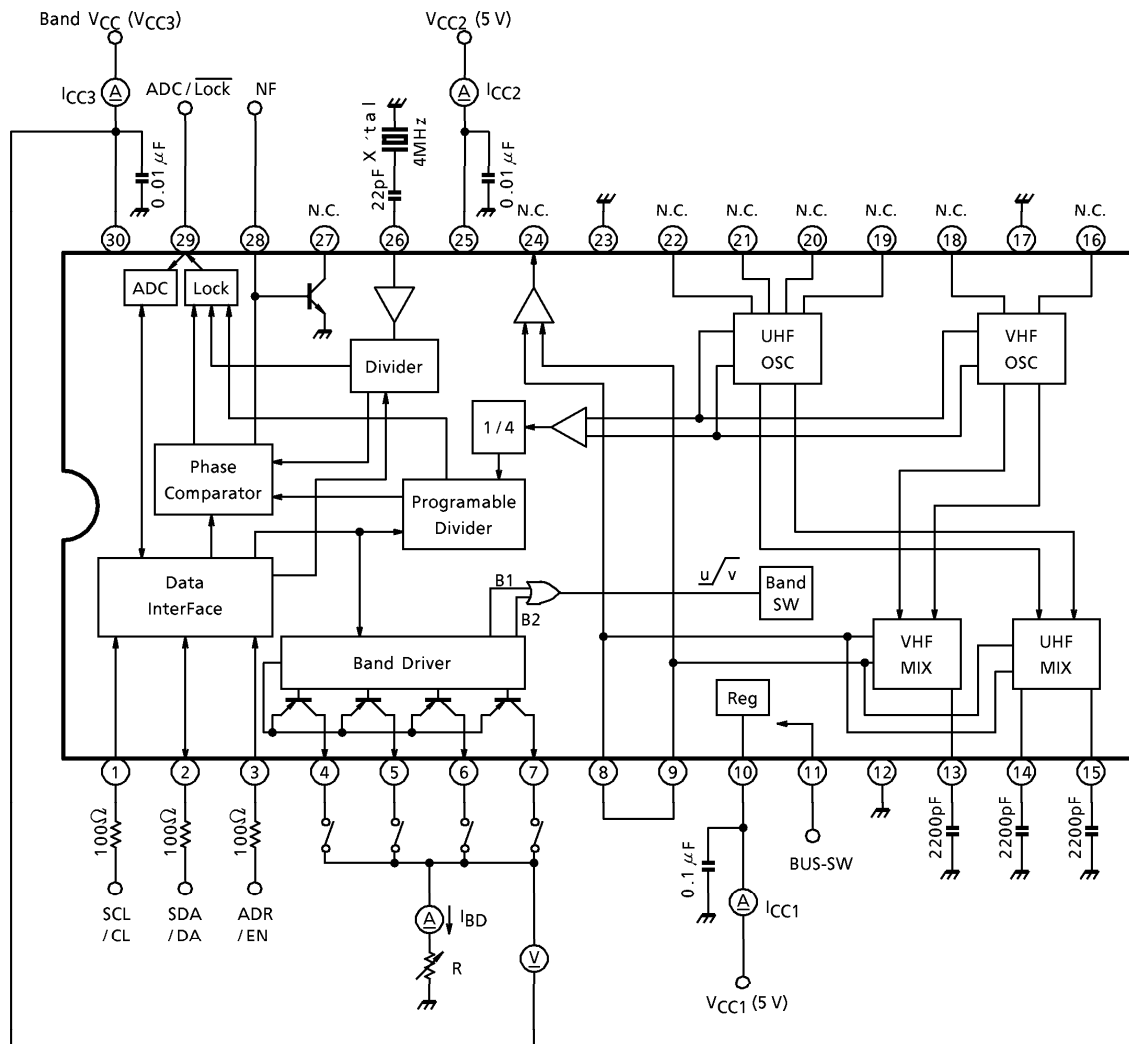 Band VCC (VCC3)
VCC2 (5 V)
ICC3
A
ADC/Lock
NF
A
ICC2
0.01 μF
22pF
X 'tal
4MHz
0.01 μF
N.C.
N.C.
N.C.
N.C.
N.C.
N.C.
N.C.
N.C.
30
29
28
27
26
25
24
23
22
21
20
19
18
17
16
ADC
Lock
UHF
OSC
VHF
OSC
Divider
1/4
Phase
Comparator
Programable
Divider
Data
InterFace
B1
B2
u/v
Band
SW
Band Driver
VHF
MIX
UHF
MIX
Reg
1
2
3
4
5
6
7
8
9
10
11
12
13
14
15
100Ω
100Ω
100Ω
0.1 μF
BUS-SW
2200pF
2200pF
2200pF
SCL
/CL
SDA
/DA
ADR
/EN
A
IBD
A
ICC1
R
V
VCC1 (5 V)